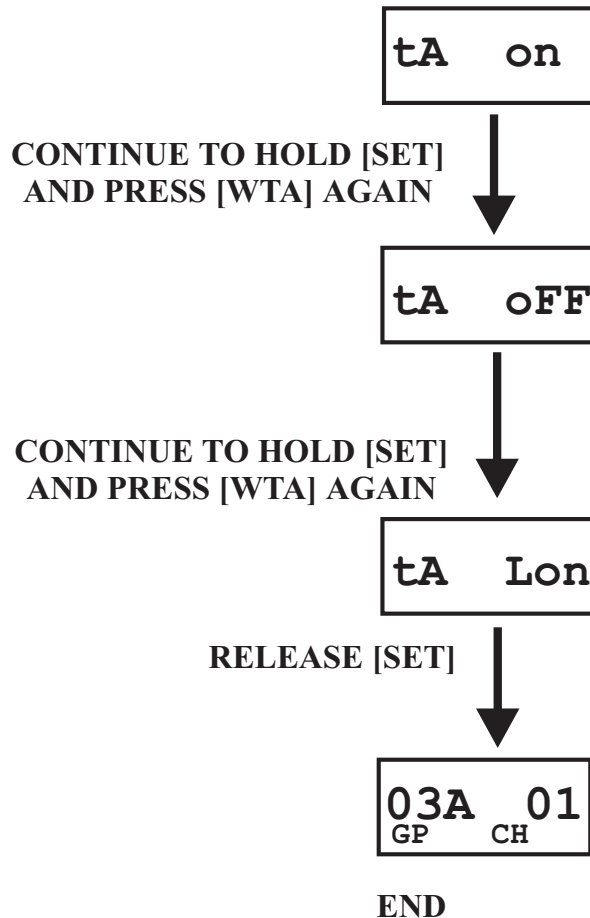 tA on
CONTINUE TO HOLD [SET]
AND PRESS [WTA] AGAIN
tA oFF
CONTINUE TO HOLD [SET]
AND PRESS [WTA] AGAIN
tA Lon
RELEASE [SET]
03A 01
GP CH
END